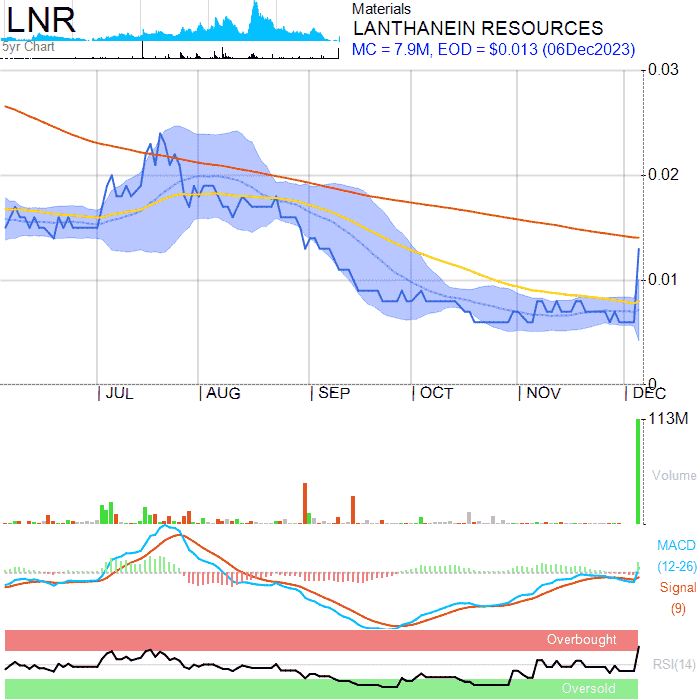 LNR
5yr Chart
Materials
LANTHANEIN RESOURCES
MC = 7.9M, EOD = $0.013 (06Dec2023)
0.03
0.02
0.01
0
JUL AUG SEP OCT NOV DEC
113M
Volume
MACD
(12-26)
Signal
(9)
Overbought
RSI(14)
Oversold